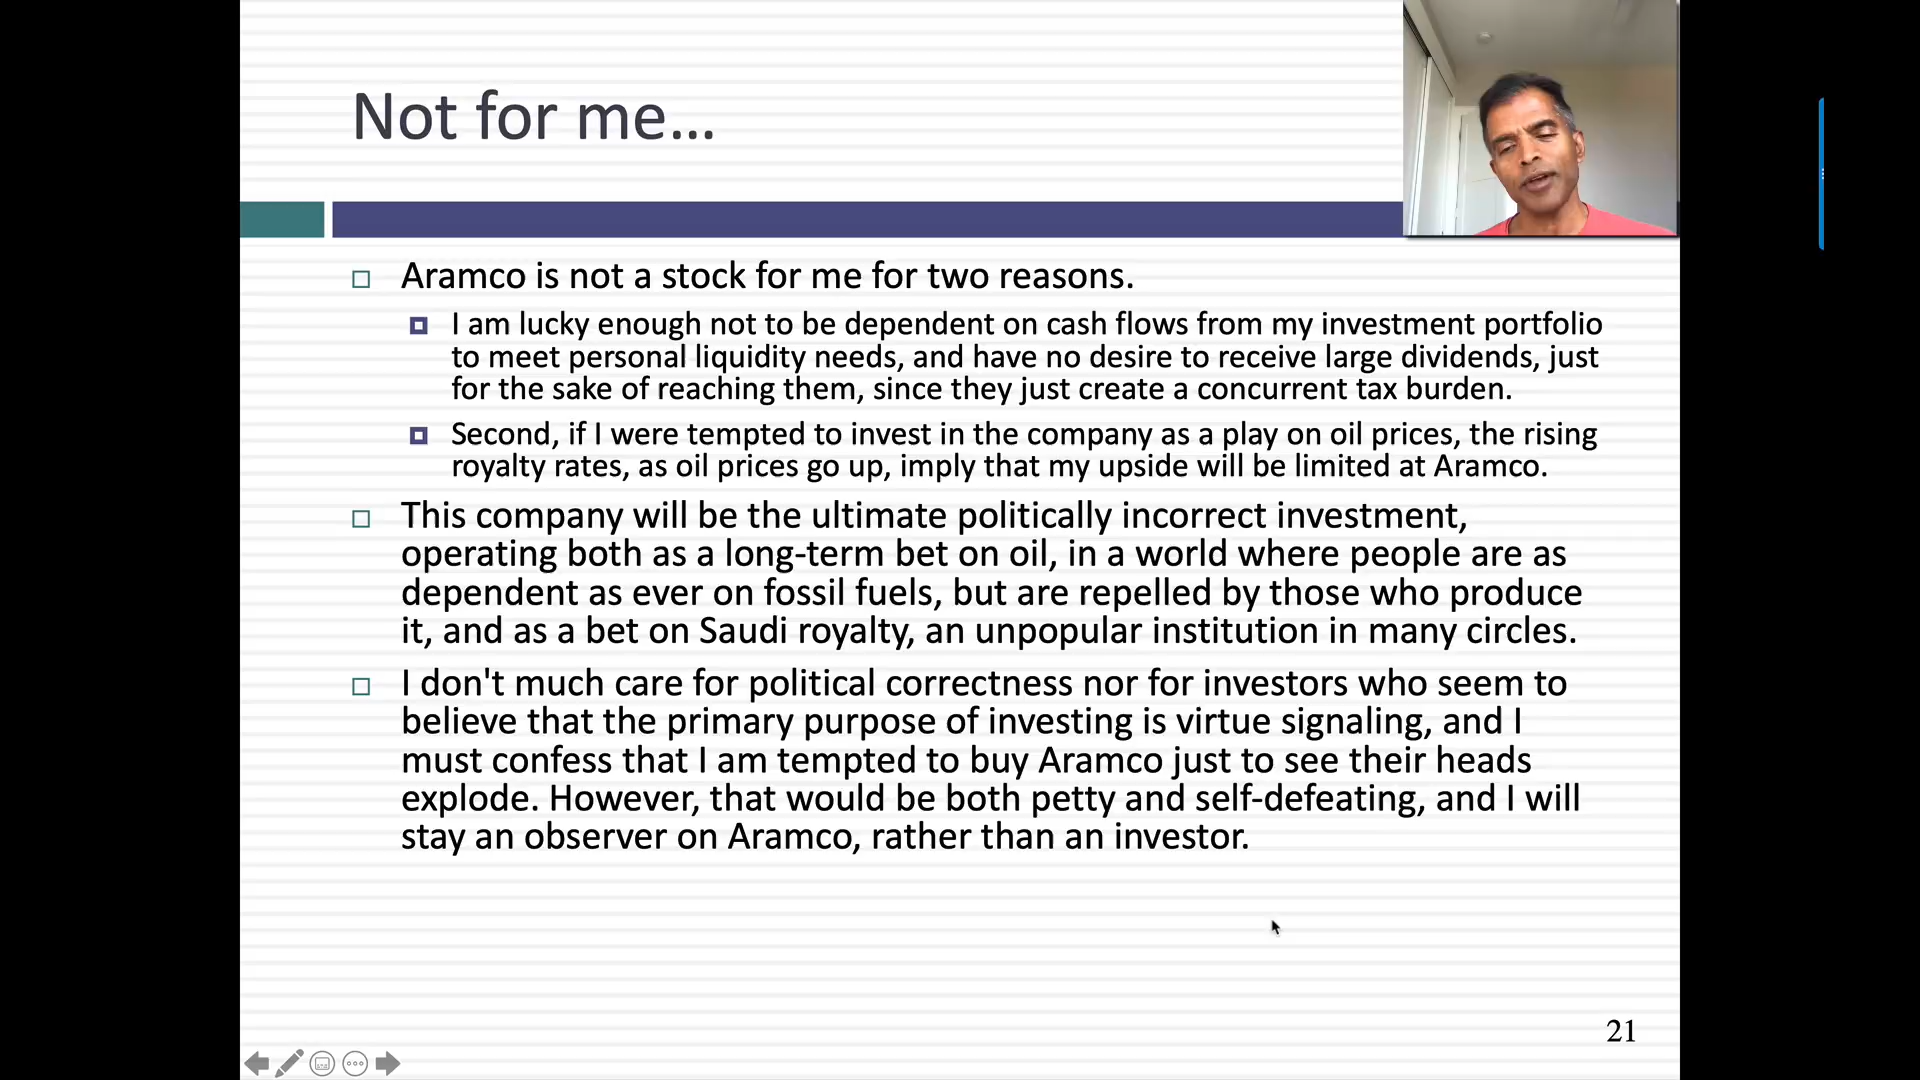 Not for me...
Aramco is not a stock for me for two reasons.
I am lucky enough not to be dependent on cash flows from my investment portfolio
to meet personal liquidity needs, and have no desire to receive large dividends, just
for the sake of reaching them, since they just create a concurrent tax burden.
Second, if I were tempted to invest in the company as a play on oil prices, the rising
royalty rates, as oil prices go up, imply that my upside will be limited at Aramco.
This company will be the ultimate politically incorrect investment,
operating both as a long-term bet on oil, in a world where people are as
dependent as ever on fossil fuels, but are repelled by those who produce
it, and as a bet on Saudi royalty, an unpopular institution in many circles.
I don't much care for political correctness nor for investors who seem to
believe that the primary purpose of investing is virtue signaling, and I
must confess that I am tempted to buy Aramco just to see their heads
explode. However, that would be both petty and self-defeating, and I will
stay an observer on Aramco, rather than an investor.
21